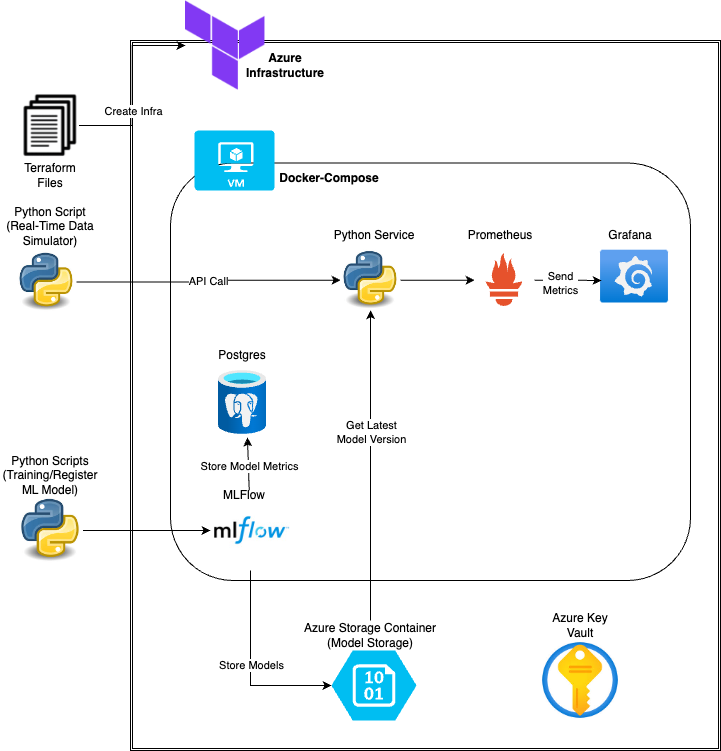 Azure
Infrastructure
Create Infra
Terraform
Files
VM
Docker-Compose
Python Script
(Real-Time Data
Simulator)
Python Service
Prometheus
Grafana
API Call
Send
Metrics
Postgres
Get Latest
Model Version
Python Scripts
(Training/Register
ML Model)
Store Model Metrics
MLFlow
mlflow
Azure Storage Container
(Model Storage)
Store Models
10
01
Azure Key
Vault